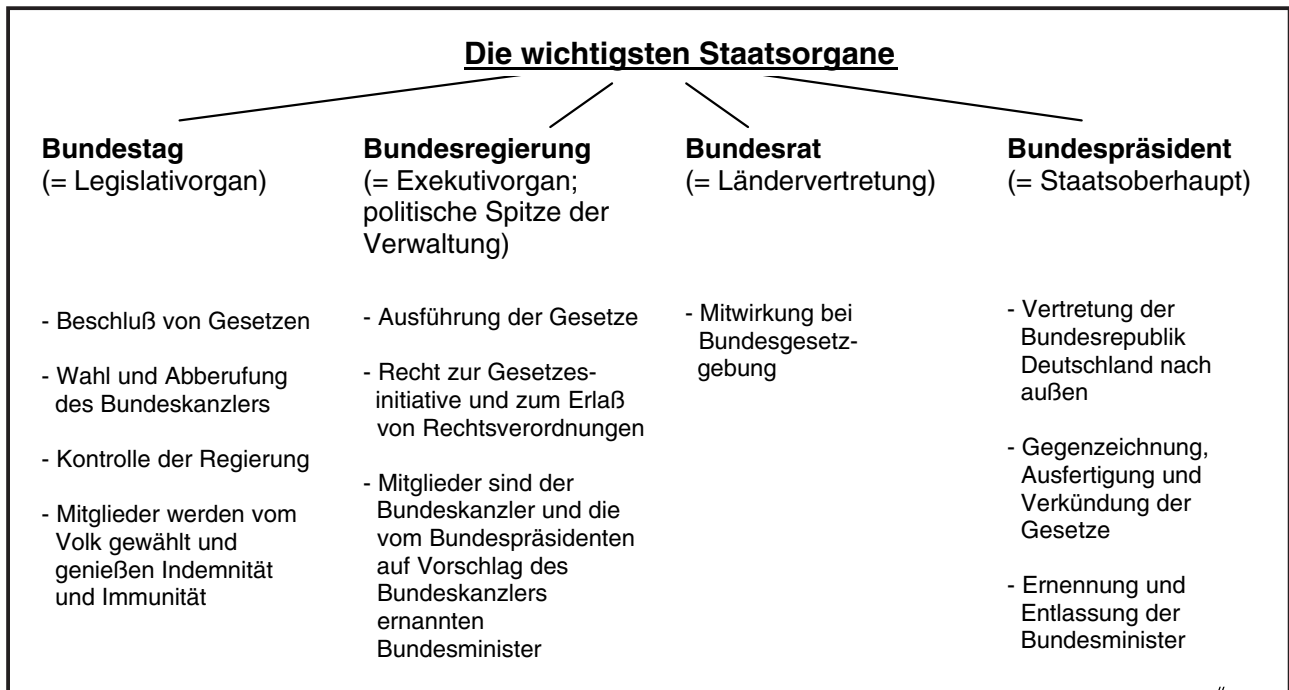 Die wichtigsten Staatsorgane
Bundestag
(= Legislativorgan)
- Beschluß von Gesetzen
- Wahl und Abberufung
des Bundeskanzlers
- Kontrolle der Regierung
- Mitglieder werden vom
Volk gewählt und
genießen Indemnität
und Immunität
Bundesregierung
(= Exekutivorgan;
politische Spitze der
Verwaltung)
- Ausführung der Gesetze
- Recht zur Gesetzes-
initiative und zum Erlaß
von Rechtsverordnungen
- Mitglieder sind der
Bundeskanzler und die
vom Bundespräsidenten
auf Vorschlag des
Bundeskanzlers
ernannten
Bundesminister
Bundesrat
(= Ländervertretung)
- Mitwirkung bei
Bundesgesetz-
gebung
Bundespräsident
(= Staatsoberhaupt)
- Vertretung der
Bundesrepublik
Deutschland nach
außen
- Gegenzeichnung,
Ausfertigung und
Verkündung der
Gesetze
- Ernennung und
Entlassung der
Bundesminister